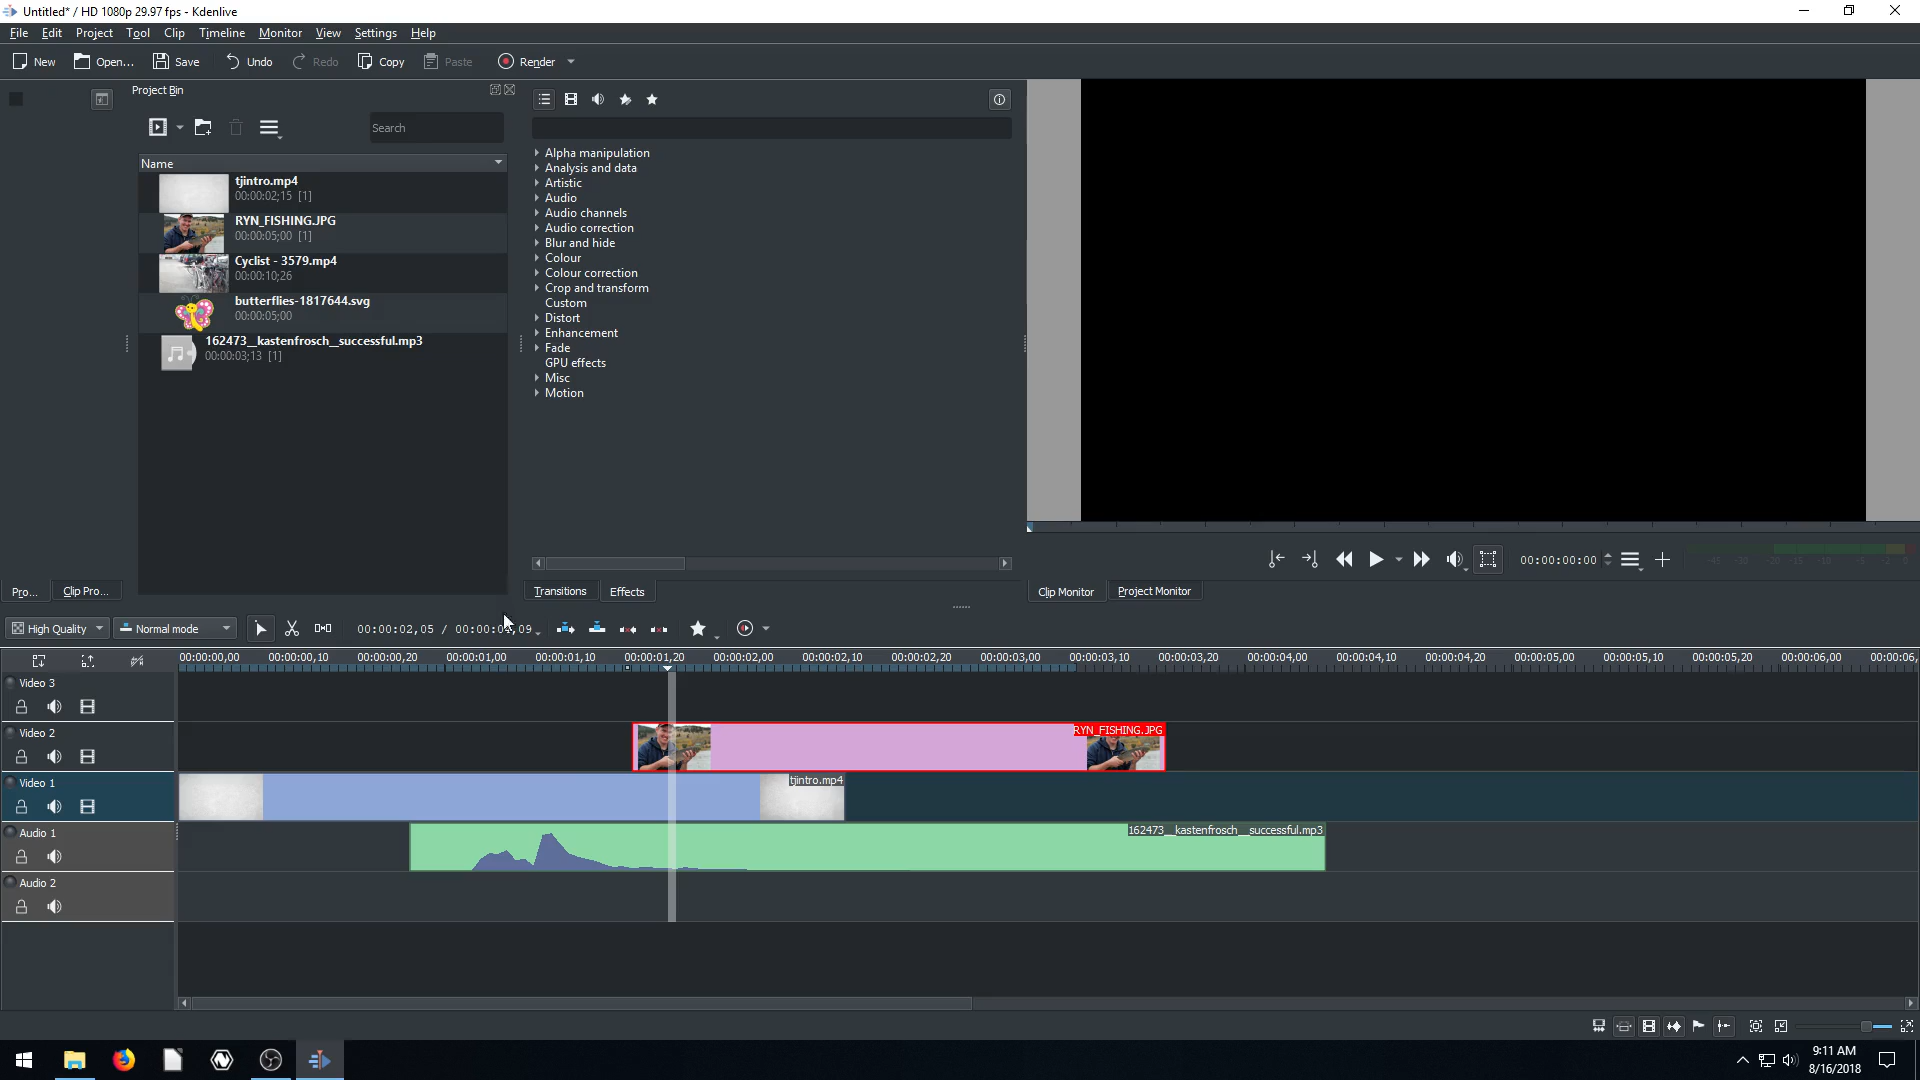 Untitled* / HD 1080p 29.97 fps - Kdenlive
File Edit Project Tool Clip Timeline Monitor View Settings Help
New Open... Save Undo Redo Copy Paste Render
Project Bin
Search
Name
tjintro.mp4
00:00:02;15 [1]
RYN_FISHING.JPG
00:00:05;00 [1]
Cyclist - 3579.mp4
00:00:10;26
butterflies-1817644.svg
00:00:05;00
162473__kastenfrosch__successful.mp3
00:00:03;13 [1]
Alpha manipulation
Analysis and data
Artistic
Audio
Audio channels
Audio correction
Blur and hide
Colour
Colour correction
Crop and transform
Custom
Distort
Enhancement
Fade
GPU effects
Misc
Motion
00:00:00:00
Pro... Clip Pro... Transitions Effects Clip Monitor Project Monitor
High Quality Normal mode 00:00:02,05 /
00:00:00,00 00:00:00,10 00:00:00,20 00:00:01,00 00:00:01,10 00:00:01,20 00:00:02,00 00:00:02,10 00:00:02,20 00:00:03,00 00:00:03,10 00:00:03,20 00:00:04,00 00:00:04,10 00:00:04,20 00:00:05,00 00:00:05,10 00:00:05,20 00:00:06,00 00:00:06,
Video 3
Video 2
RYN_FISHING.JPG
Video 1
tjintro.mp4
Audio 1
162473__kastenfrosch__successful.mp3
Audio 2
9:11 AM
8/16/2018